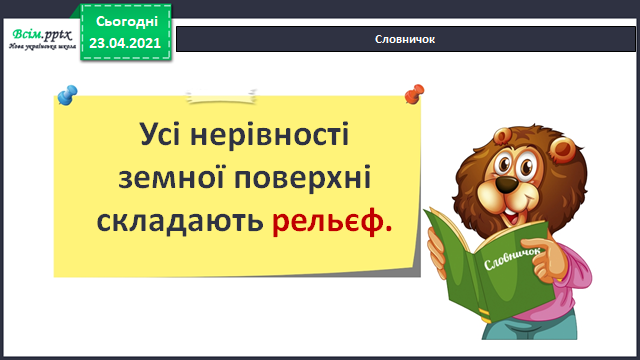 Всім.pptx
Нова українська школа
Сьогодні
23.04.2021
Словничок
Усі нерівності
земної поверхні
складають рельєф.
Словничок